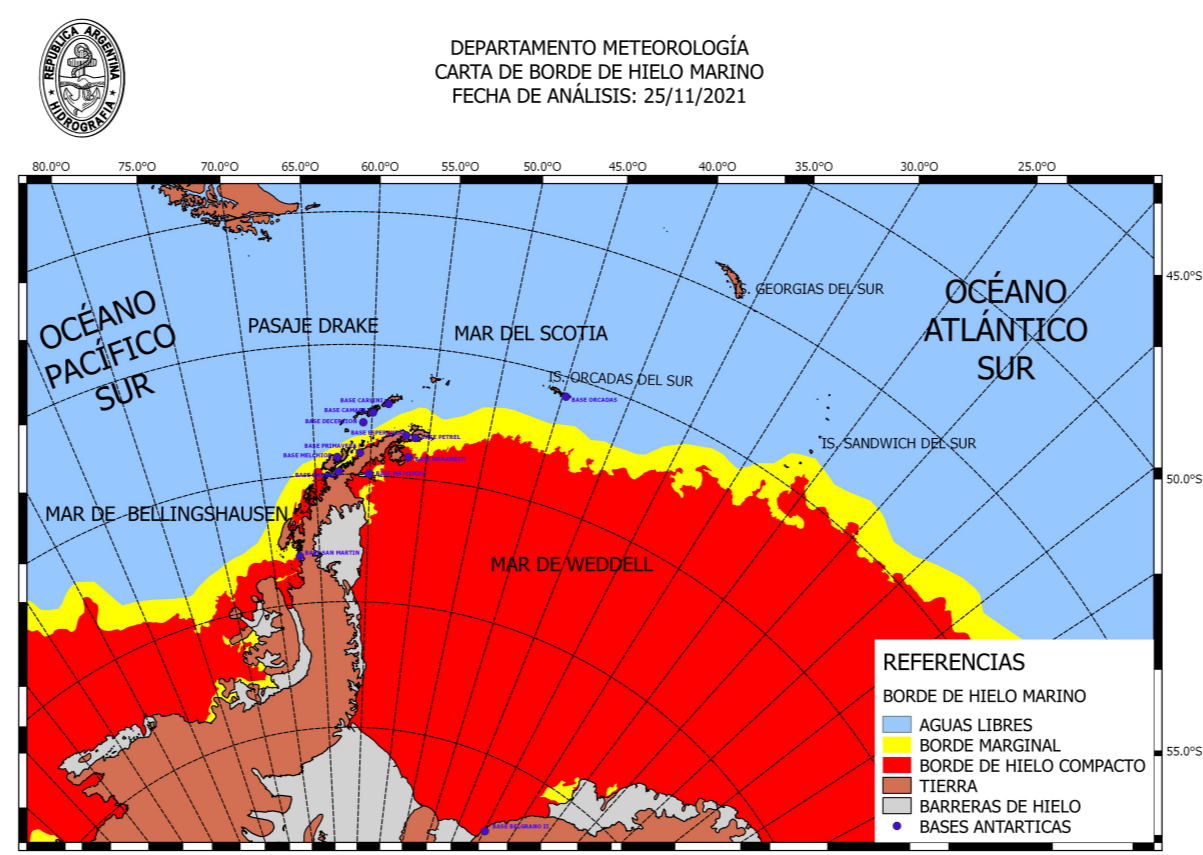 REPUBLICA ARGENTINA
HIDROGRAFIA
DEPARTAMENTO METEOROLOGÍA
CARTA DE BORDE DE HIELO MARINO
FECHA DE ANÁLISIS: 25/11/2021
80.0°O 75.0°O 70.0°O 65.0°O 60.0°O 55.0°O 50.0°O 45.0°O 40.0°O 35.0°O 30.0°O 25.0°O
45.0°S
50.0°S
55.0°S
OCÉANO
PACÍFICO
SUR
PASAJE DRAKE
MAR DEL SCOTIA
S. GEORGIAS DEL SUR
OCÉANO
ATLÁNTICO
SUR
IS. ORCADAS DEL SUR
BASE ORCADAS
IS. SANDWICH DEL SUR
BASE CARLINI
BASE CAMARA
BASE DECEPCION
BASE PETREL
BASE PRIMAVERA
BASE MELCHIOR
MAR DE BELLINGSHAUSEN
BASE SAN MARTIN
MAR DE WEDDELL
BASE BELGRANO II
REFERENCIAS
BORDE DE HIELO MARINO
AGUAS LIBRES
BORDE MARGINAL
BORDE DE HIELO COMPACTO
TIERRA
BARRERAS DE HIELO
BASES ANTARTICAS